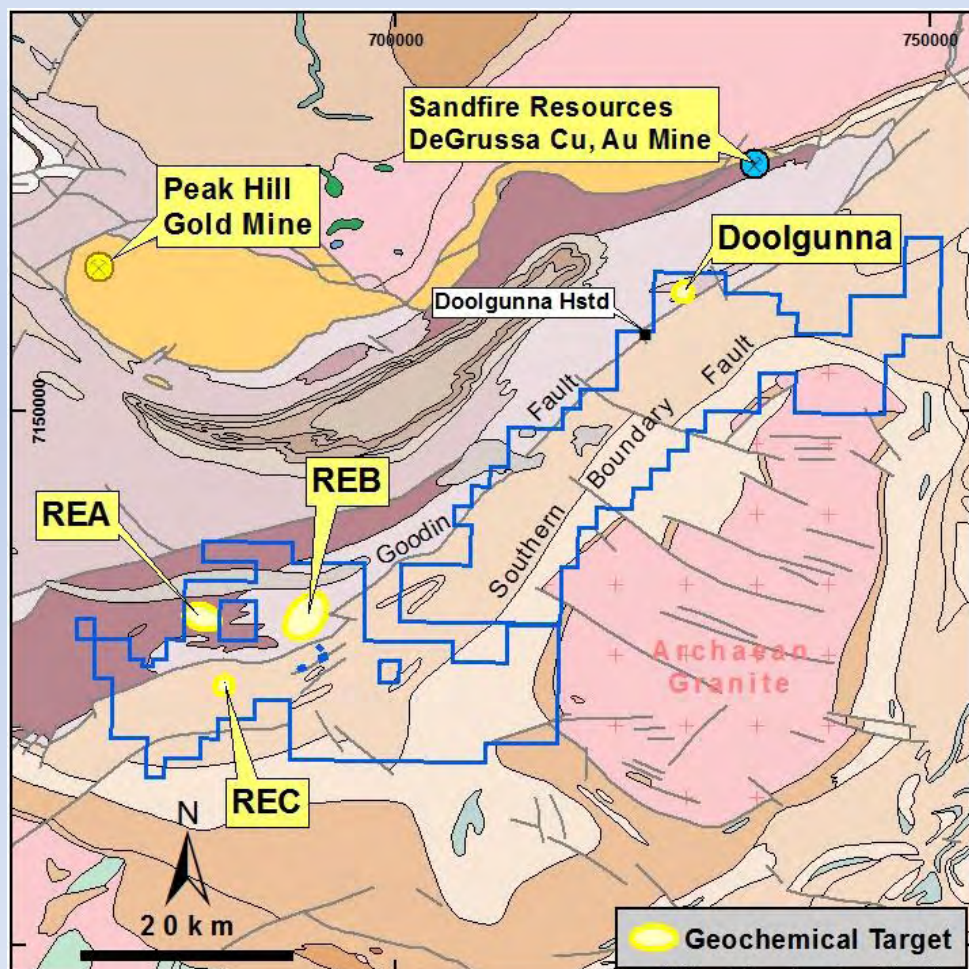 700000
750000
Sandfire Resources
DeGrussa Cu, Au Mine
Peak Hill
Gold Mine
Doolgunna
Doolgunna Hstd
7150000
Fault
Fault
Boundary
REB
REA
Goodin
Southern
Archaean
Granite
REC
N
20 km
Geochemical Target